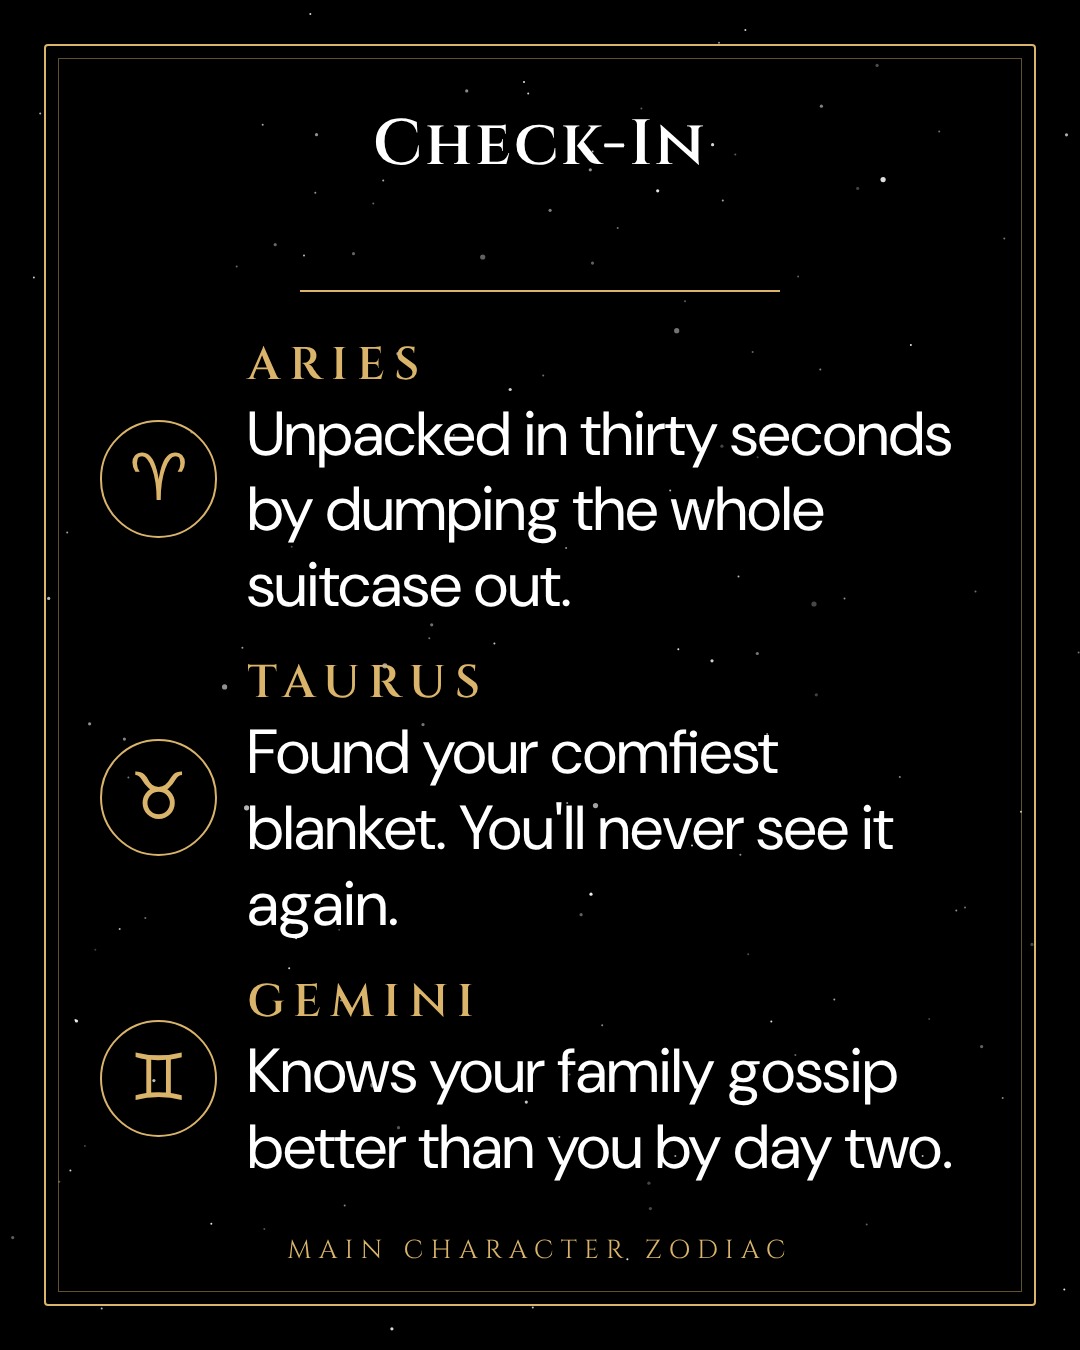 Check-In
ARIES
Unpacked in thirty seconds
by dumping the whole
suitcase out.
TAURUS
Found your comfiest
blanket. You'll never see it
again.
GEMINI
Knows your family gossip
better than you by day two.
MAIN CHARACTER ZODIAC